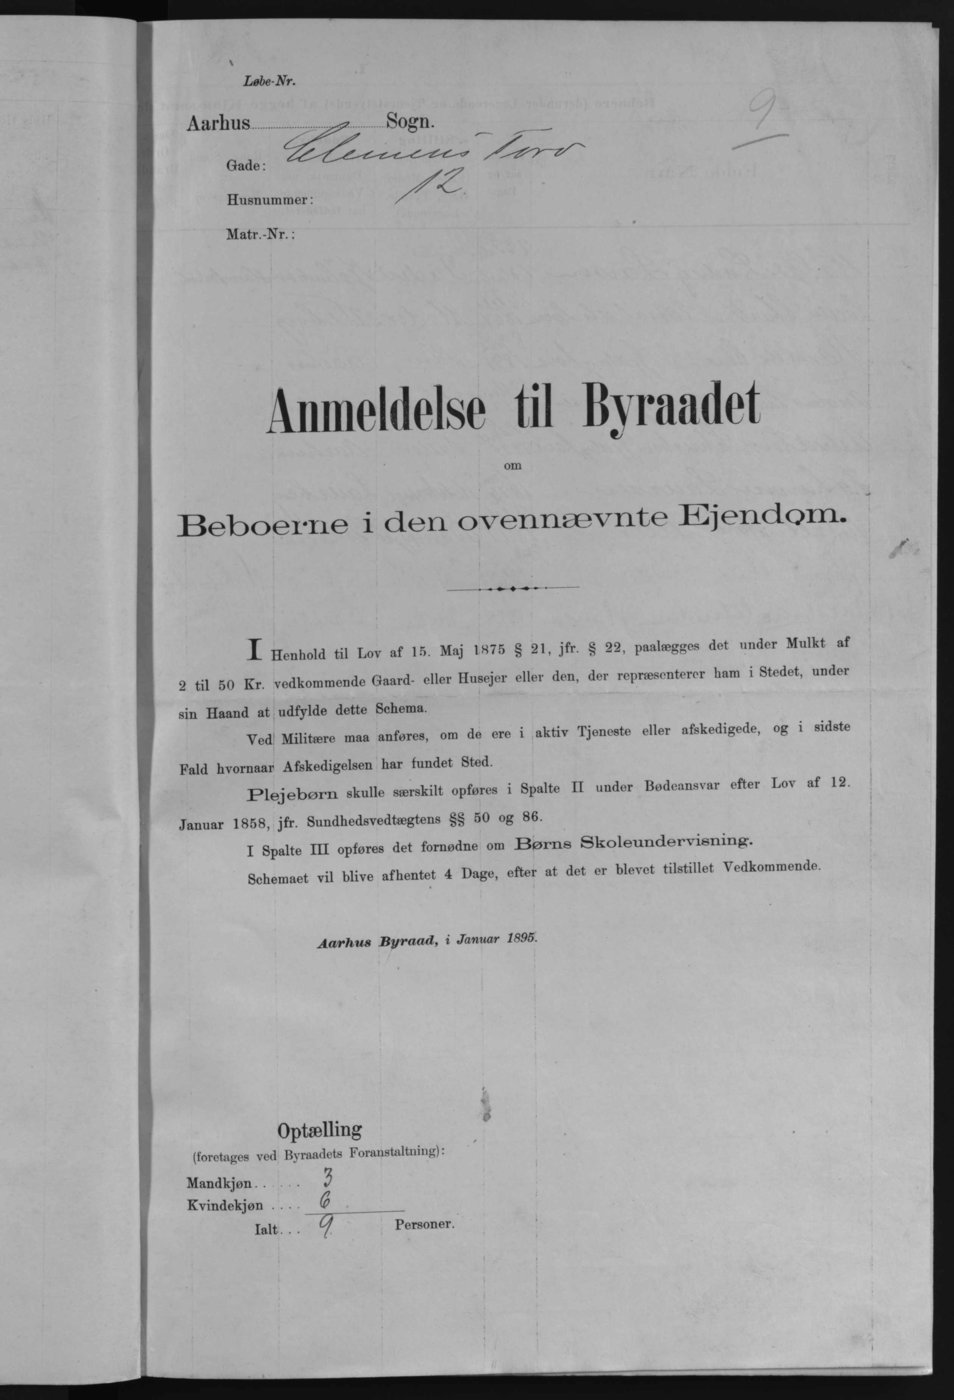 Løbe-Nr.
9
Aarhus Sogn.
Gade: Clemens Torv
Husnummer: 12
Matr.-Nr.:
Anmeldelse til Byraadet
om
Beboerne i den ovennævnte Ejendom.
I Henhold til Lov af 15. Maj 1875 § 21, jfr. § 22, paalægges det under Mulkt af
2 til 50 Kr. vedkommende Gaard- eller Husejer eller den, der repræsenterer ham i Stedet, under
sin Haand at udfylde dette Schema.
Ved Militære maa anføres, om de ere i aktiv Tjeneste eller afskedigede, og i sidste
Fald hvornaar Afskedigelsen har fundet Sted.
Plejebørn skulle særskilt opføres i Spalte II under Bødeansvar efter Lov af 12.
Januar 1858, jfr. Sundhedsvedtægtens §§ 50 og 86.
I Spalte III opføres det fornødne om Børns Skoleundervisning.
Schemaet vil blive afhentet 4 Dage, efter at det er blevet tilstillet Vedkommende.
Aarhus Byraad, i Januar 1895.
Optælling
(foretages ved Byraadets Foranstaltning):
Mandkjøn...... 3
Kvindekjøn .... 6
Ialt... 9 Personer.